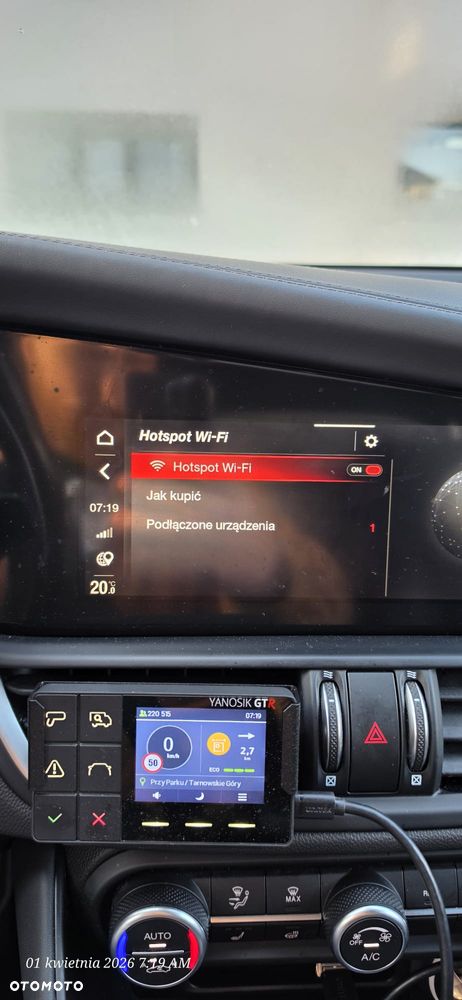 Hotspot Wi-Fi
Hotspot Wi-Fi
ON
Jak kupić
07:19
Podłączone urządzenia 1
20.0 °C
YANOSIK GTR
220 515
07:19
0
km/h
2,7
km
50
ECO
Przy Parku / Tarnowskie Góry
MAX
AUTO
OFF
A/C
01 kwietnia 2026 7:19 AM
OTOMOTO